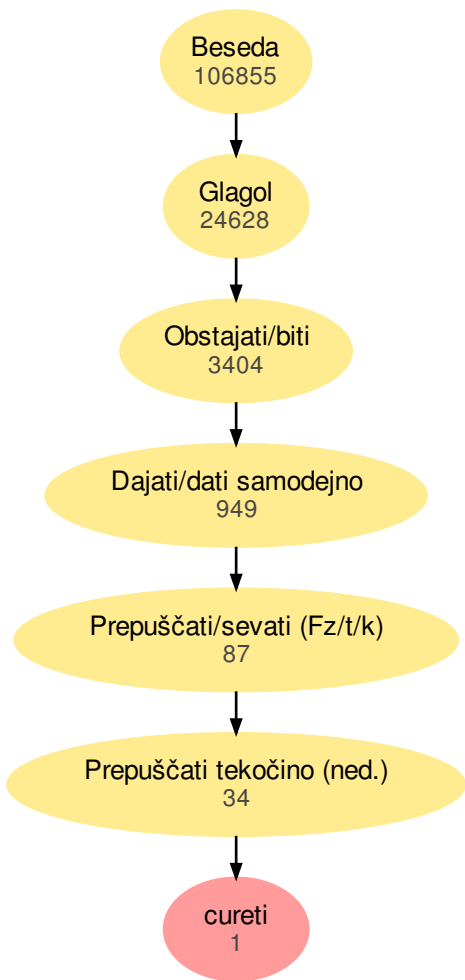 Beseda
106855
Glagol
24628
Obstajati/biti
3404
Dajati/dati samodejno
949
Prepuščati/sevati (Fz/t/k)
87
Prepuščati tekočino (ned.)
34
cureti
1